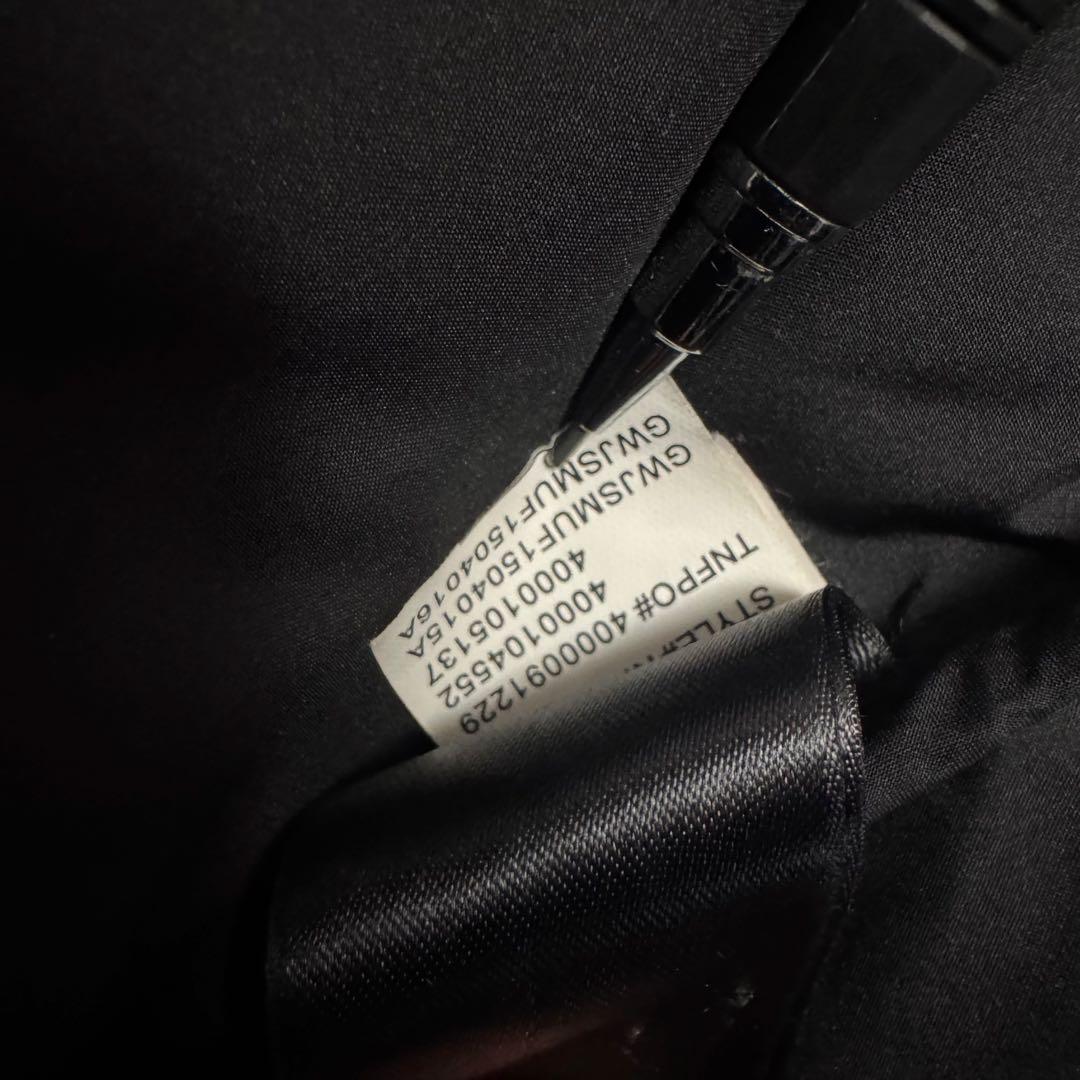 STYLE#:
TNFPO# 4000091229
4000104552
4000105137
GWJSMUF1504015A
GWJSMUF1504016A